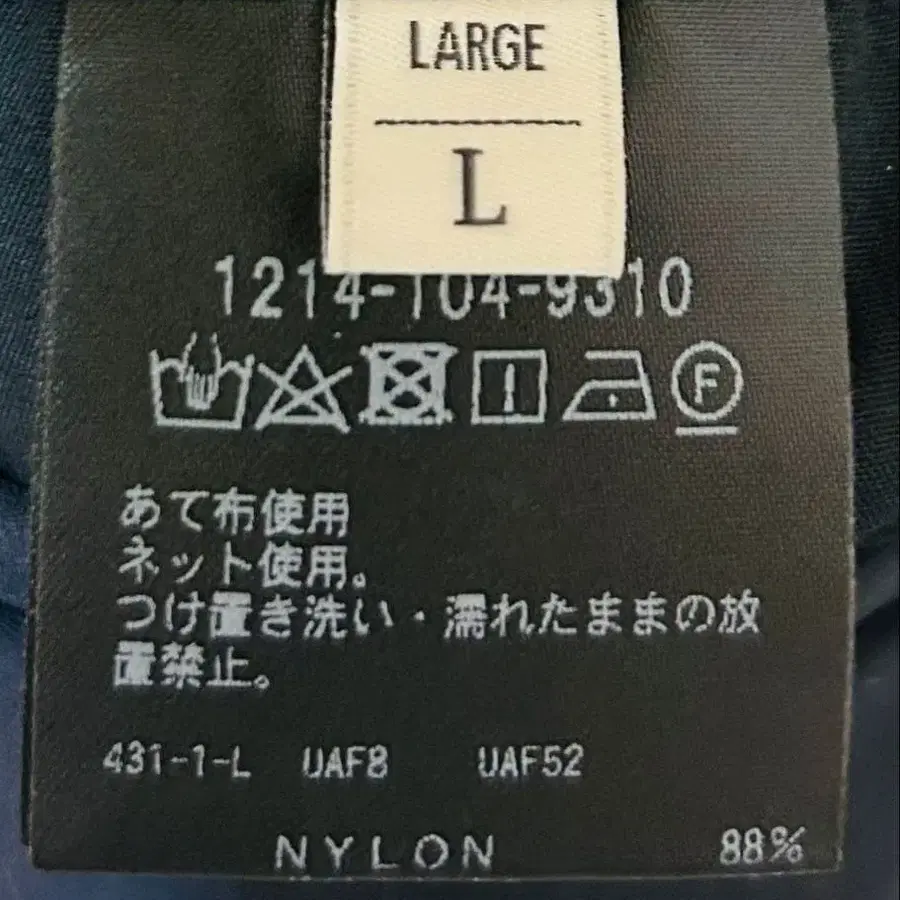 LARGE
L
1214-104-9310
F
あて布使用
ネット使用。
つけ置き洗い・濡れたままの放
置禁止。
431-1-L UAF8 UAF52
NYLON 88%